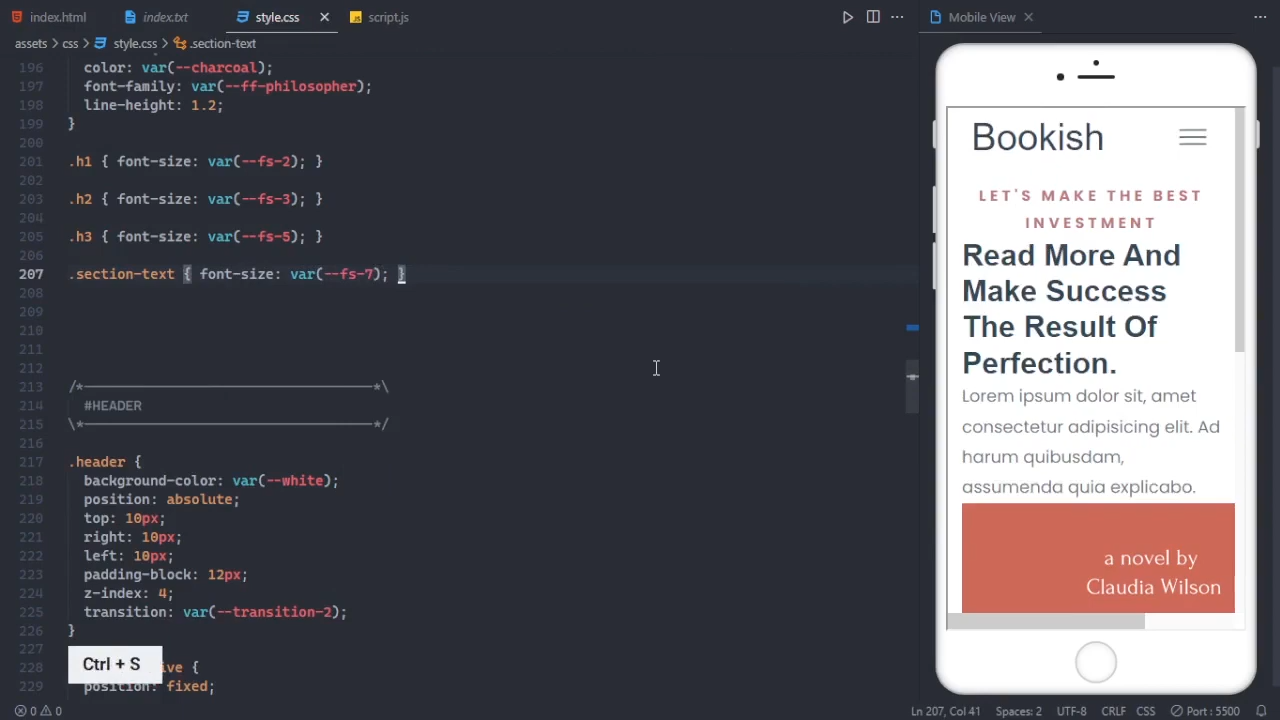 index.html
index.txt
style.css
script.js
Mobile View
assets > css > style.css > .section-text
196 color: var(--charcoal);
197 font-family: var(--ff-philosopher);
198 line-height: 1.2;
199 }
200
201 .h1 { font-size: var(--fs-2); }
202
203 .h2 { font-size: var(--fs-3); }
204
205 .h3 { font-size: var(--fs-5); }
206
207 .section-text { font-size: var(--fs-7); }
208
209
210
211
212
213 /*-----------------------------------*\
214 #HEADER
215 \*-----------------------------------*/
216
217 .header {
218 background-color: var(--white);
219 position: absolute;
220 top: 10px;
221 right: 10px;
222 left: 10px;
223 padding-block: 12px;
224 z-index: 4;
225 transition: var(--transition-2);
226 }
227
228 ive {
229 position: fixed;
Ctrl + S
Bookish
LET'S MAKE THE BEST
INVESTMENT
Read More And
Make Success
The Result Of
Perfection.
Lorem ipsum dolor sit, amet
consectetur adipisicing elit. Ad
harum quibusdam,
assumenda quia explicabo.
a novel by
Claudia Wilson
0 0
Ln 207, Col 41 Spaces: 2 UTF-8 CRLF CSS Port : 5500